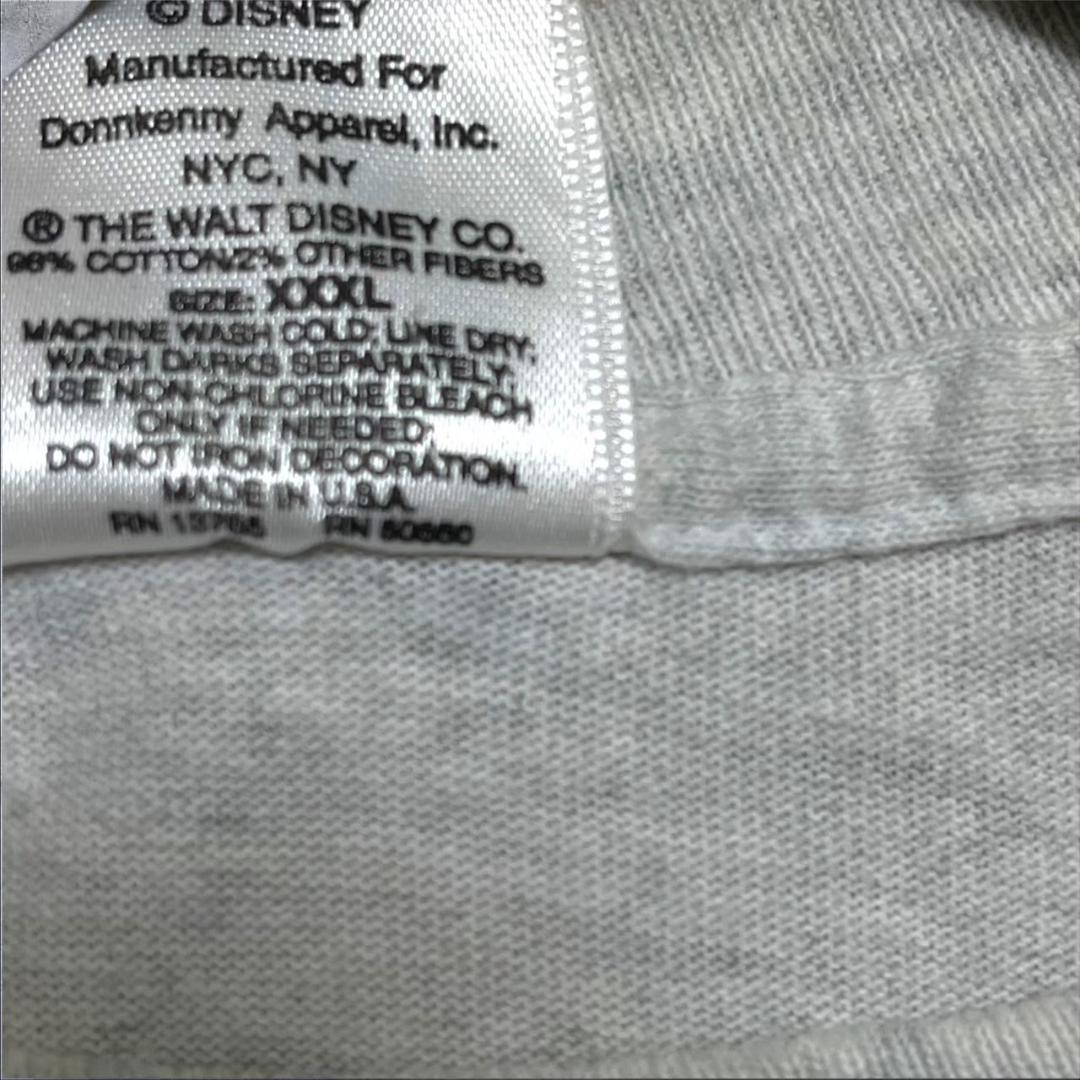 © DISNEY
Manufactured For
Donnkenny Apparel, Inc.
NYC, NY
® THE WALT DISNEY CO.
98% COTTON/2% OTHER FIBERS
SIZE: XXXL
MACHINE WASH COLD; LINE DRY;
WASH DARKS SEPARATELY;
USE NON-CHLORINE BLEACH
ONLY IF NEEDED;
DO NOT IRON DECORATION.
MADE IN U.S.A.
RN RN